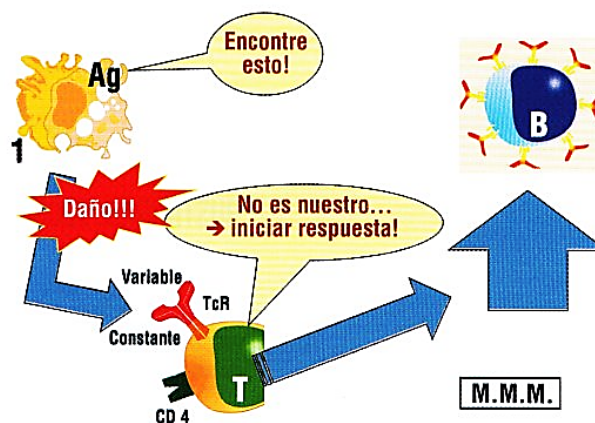 Encontre
esto!
Ag
1
B
Daño!!!
No es nuestro...
→ iniciar respuesta!
Variable
TcR
Constante
T
CD 4
M.M.M.